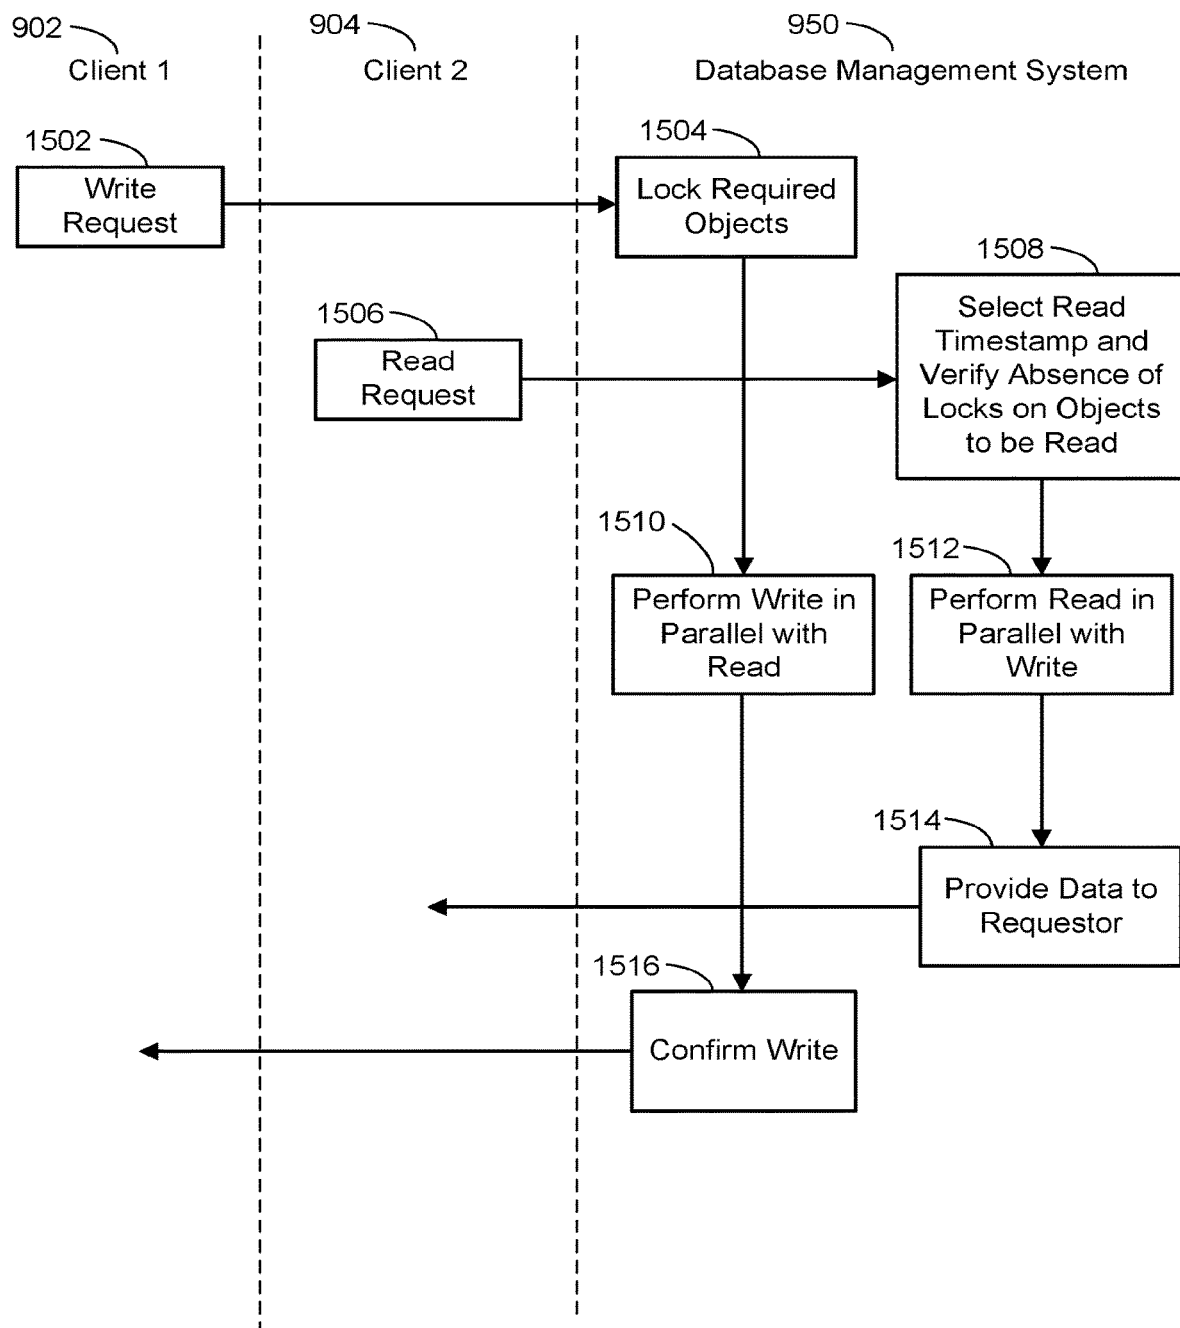 902
904
950
Client 1
Client 2
Database Management System
1502
Write
Request
1504
Lock Required
Objects
1506
Read
Request
1508
Select Read
Timestamp and
Verify Absence of
Locks on Objects
to be Read
1510
Perform Write in
Parallel with
Read
1512
Perform Read in
Parallel with
Write
1514
Provide Data to
Requestor
1516
Confirm Write